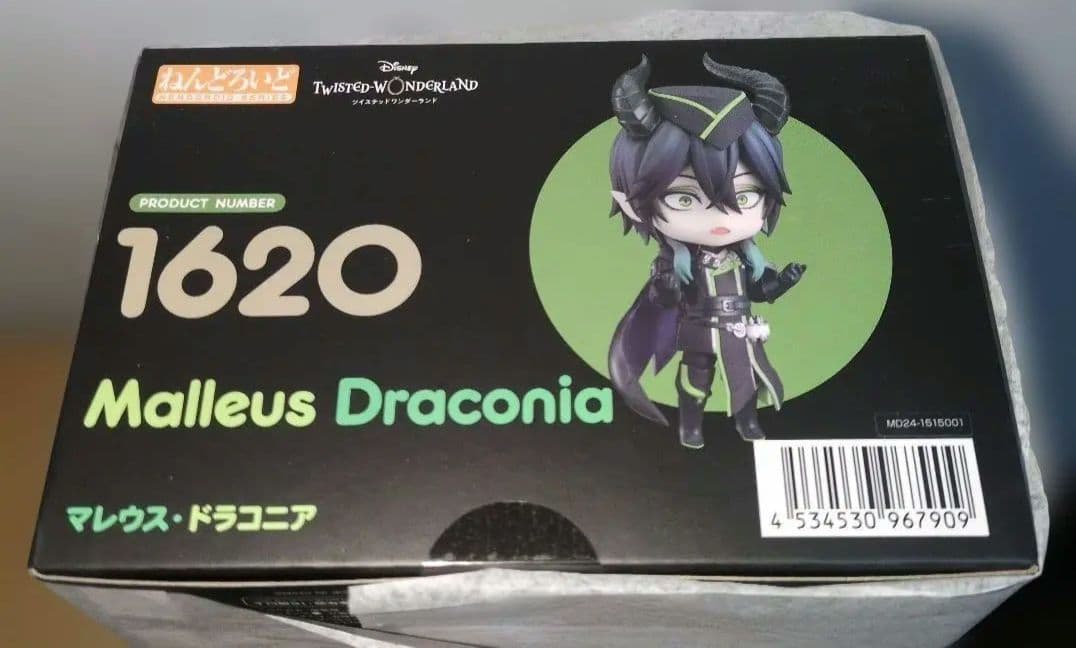 ねんどろいど
NENDOROID SERIES
Disney
TWISTED-WONDERLAND
ツイステッドワンダーランド
PRODUCT NUMBER
1620
Malleus Draconia
マレウス・ドラコニア
MD24-1515001
4 534530 967909